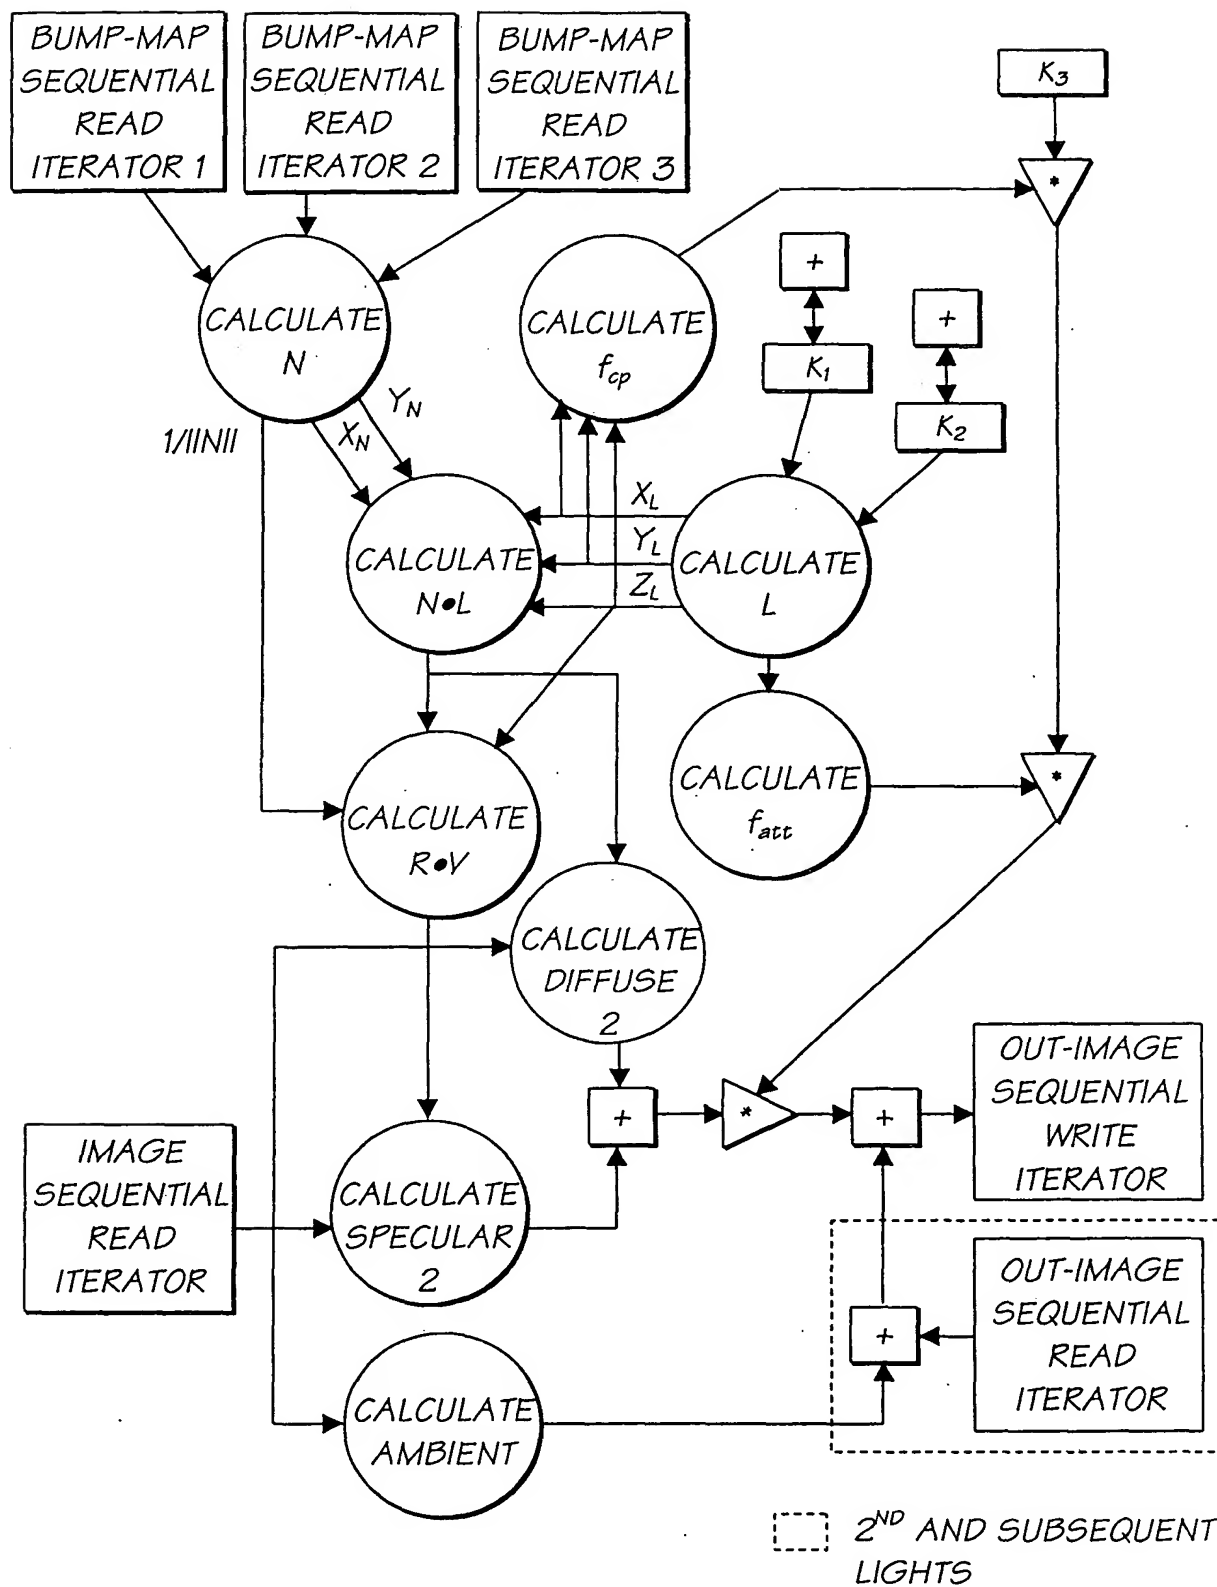 BUMP-MAP
SEQUENTIAL
READ
ITERATOR 1
BUMP-MAP
SEQUENTIAL
READ
ITERATOR 2
BUMP-MAP
SEQUENTIAL
READ
ITERATOR 3
K3
*
+
+
CALCULATE
N
CALCULATE
fcp
K1
K2
1/||N||
XN
YN
XL
YL
ZL
CALCULATE
N•L
CALCULATE
L
CALCULATE
R•V
CALCULATE
fatt
*
CALCULATE
DIFFUSE
2
+
*
+
OUT-IMAGE
SEQUENTIAL
WRITE
ITERATOR
IMAGE
SEQUENTIAL
READ
ITERATOR
CALCULATE
SPECULAR
2
+
OUT-IMAGE
SEQUENTIAL
READ
ITERATOR
CALCULATE
AMBIENT
2ND AND SUBSEQUENT
LIGHTS